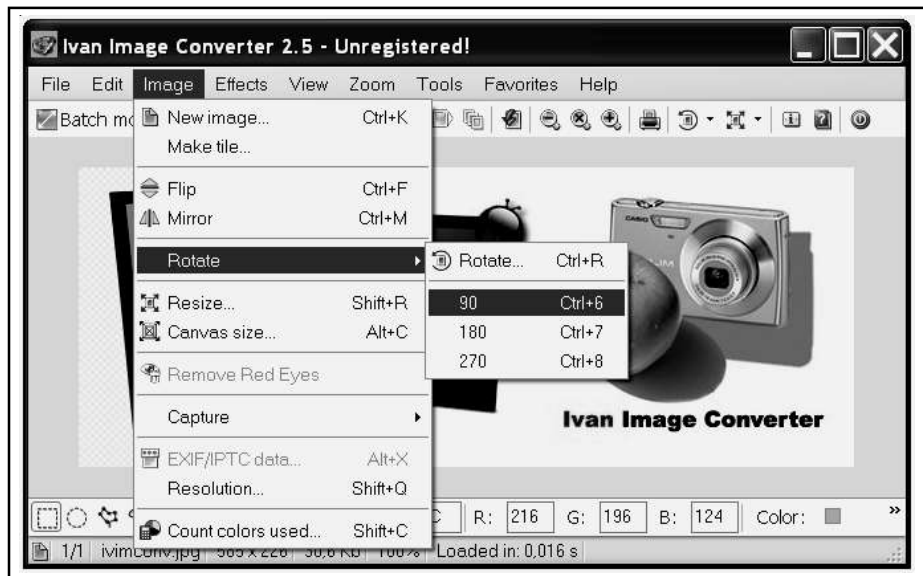 Ivan Image Converter 2.5 - Unregistered!
File Edit Image Effects View Zoom Tools Favorites Help
Batch mo
New image... Ctrl+K
Make tile...
Flip Ctrl+F
Mirror Ctrl+M
CASIO
Rotate
Rotate... Ctrl+R
Resize... Shift+R
90 Ctrl+6
Canvas size... Alt+C
180 Ctrl+7
270 Ctrl+8
Remove Red Eyes
Capture
Ivan Image Converter
EXIF/IPTC data... Alt+X
Resolution... Shift+Q
R: 216 G: 196 B: 124 Color: »
Count colors used... Shift+C
1/1 ivimconv.jpg 100% Loaded in: 0,016 s